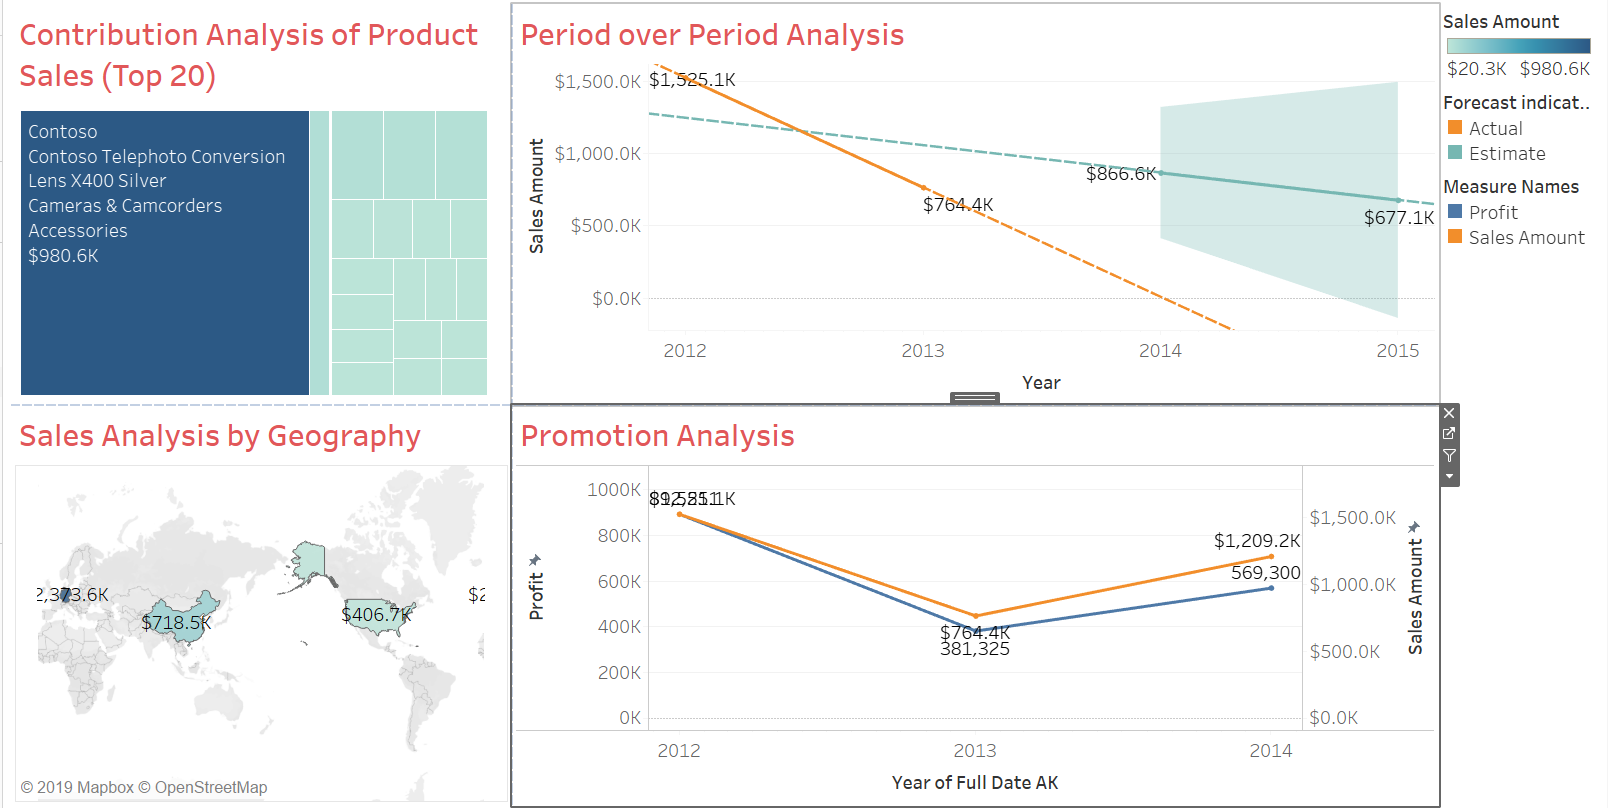 Contribution Analysis of Product
Sales (Top 20)
Contoso
Contoso Telephoto Conversion
Lens X400 Silver
Cameras & Camcorders
Accessories
$980.6K
Period over Period Analysis
Sales Amount
$1,500.0K
$1,000.0K
$500.0K
$0.0K
$1,525.1K
$764.4K
$866.6K
$677.1K
2012
2013
2014
2015
Year
Sales Amount
$20.3K $980.6K
Forecast indicat..
Actual
Estimate
Measure Names
Profit
Sales Amount
Sales Analysis by Geography
2,373.6K
$718.5K
$406.7K
$2
© 2019 Mapbox © OpenStreetMap
Promotion Analysis
Profit
1000K
800K
600K
400K
200K
0K
$764.4K
381,325
$1,209.2K
569,300
$1,500.0K
$1,000.0K
$500.0K
$0.0K
Sales Amount
2012
2013
2014
Year of Full Date AK